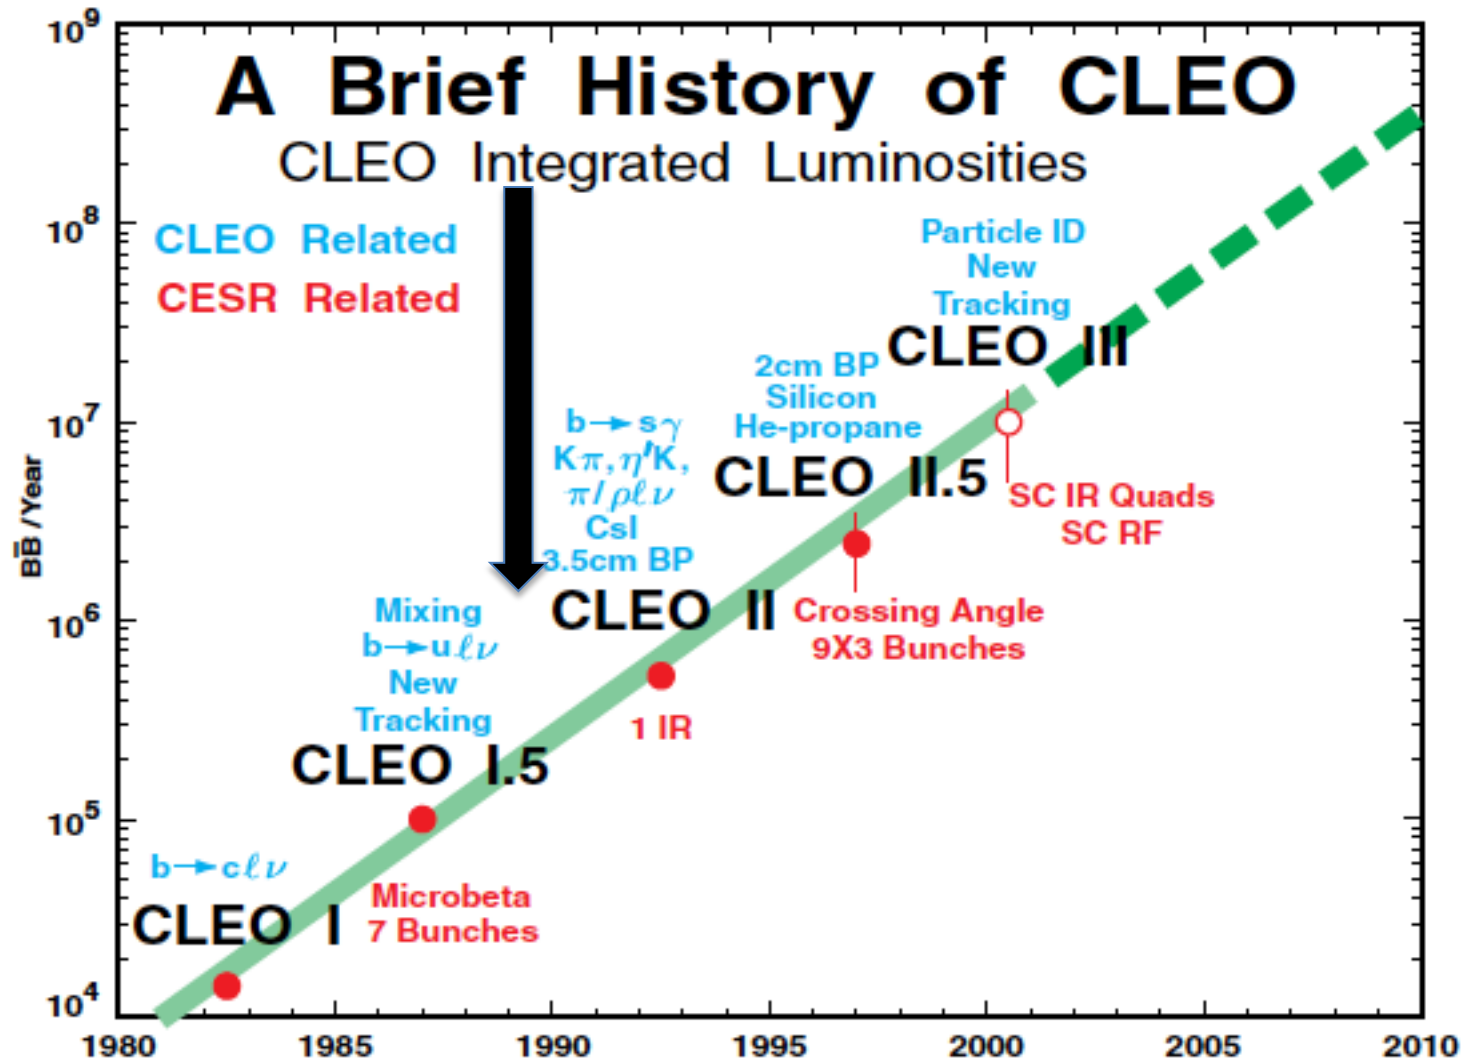 A Brief History of CLEO
CLEO Integrated Luminosities
CLEO Related
CESR Related
10⁹
10⁸
10⁷
10⁶
10⁵
10⁴
BB̄ /Year
Particle ID
New
Tracking
CLEO III
SC IR Quads
SC RF
2cm BP
Silicon
He-propane
CLEO II.5
Crossing Angle
9X3 Bunches
b→sγ
Kπ, η'K,
π/ρℓν
CsI
3.5cm BP
CLEO II
1 IR
Mixing
b→uℓν
New
Tracking
CLEO I.5
Microbeta
7 Bunches
b→cℓν
CLEO I
1980 1985 1990 1995 2000 2005 2010